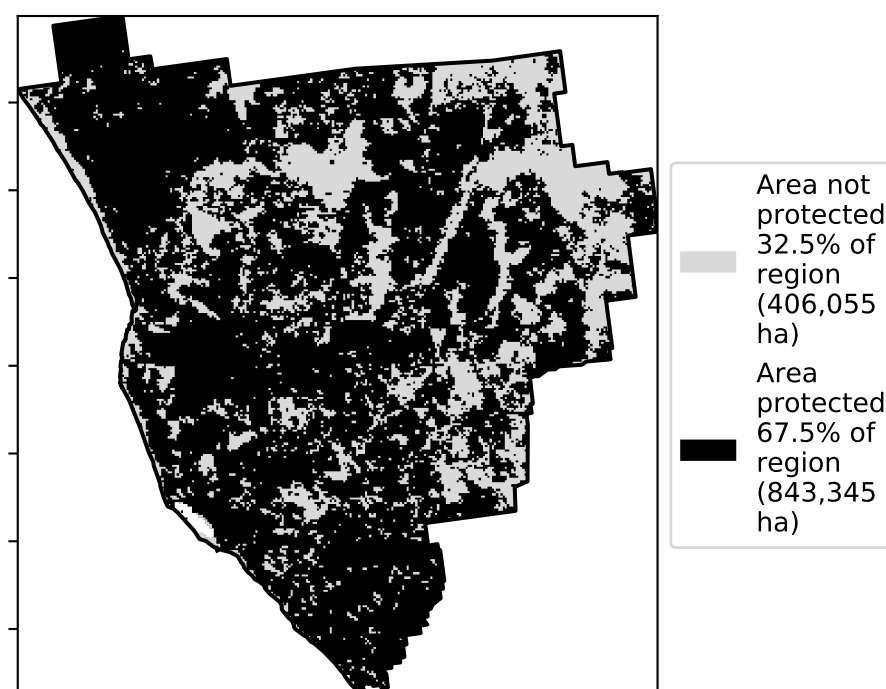 Area not
protected
32.5% of
region
(406,055
ha)
Area
protected
67.5% of
region
(843,345
ha)